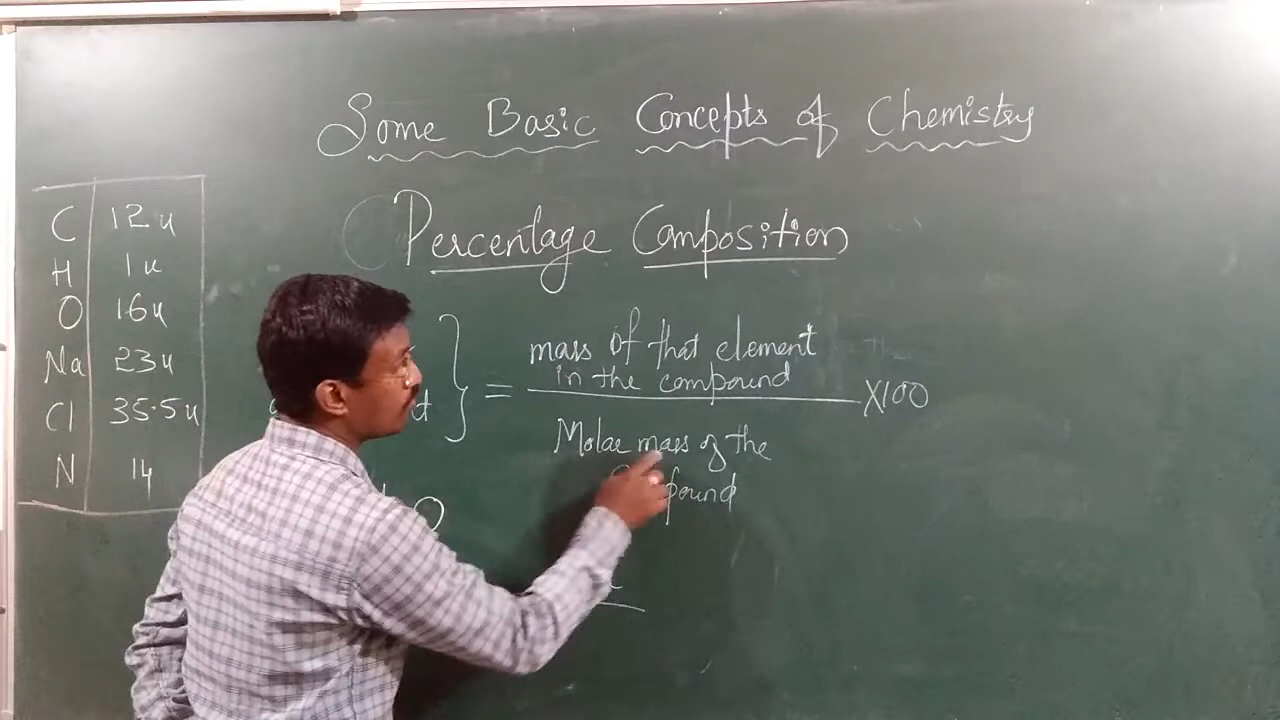 Some Basic Concepts of Chemistry
Percentage Composition
C 12u
H 1u
O 16u
Na 23u
Cl 35.5u
N 14
= mass of that element
in the compound
X100
Molar mass of the
pound
O